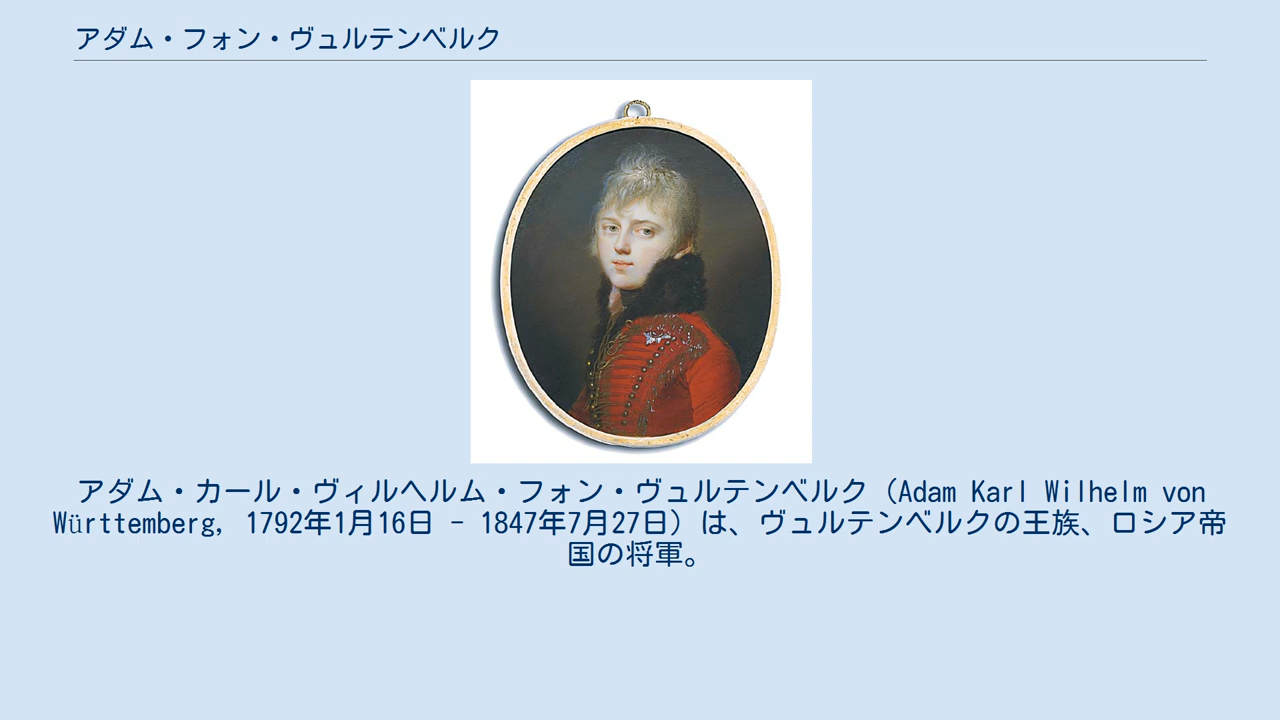 アダム・フォン・ヴュルテンベルク
アダム・カール・ヴィルヘルム・フォン・ヴュルテンベルク（Adam Karl Wilhelm von
Württemberg, 1792年1月16日 - 1847年7月27日）は、ヴュルテンベルクの王族、ロシア帝
国の将軍。